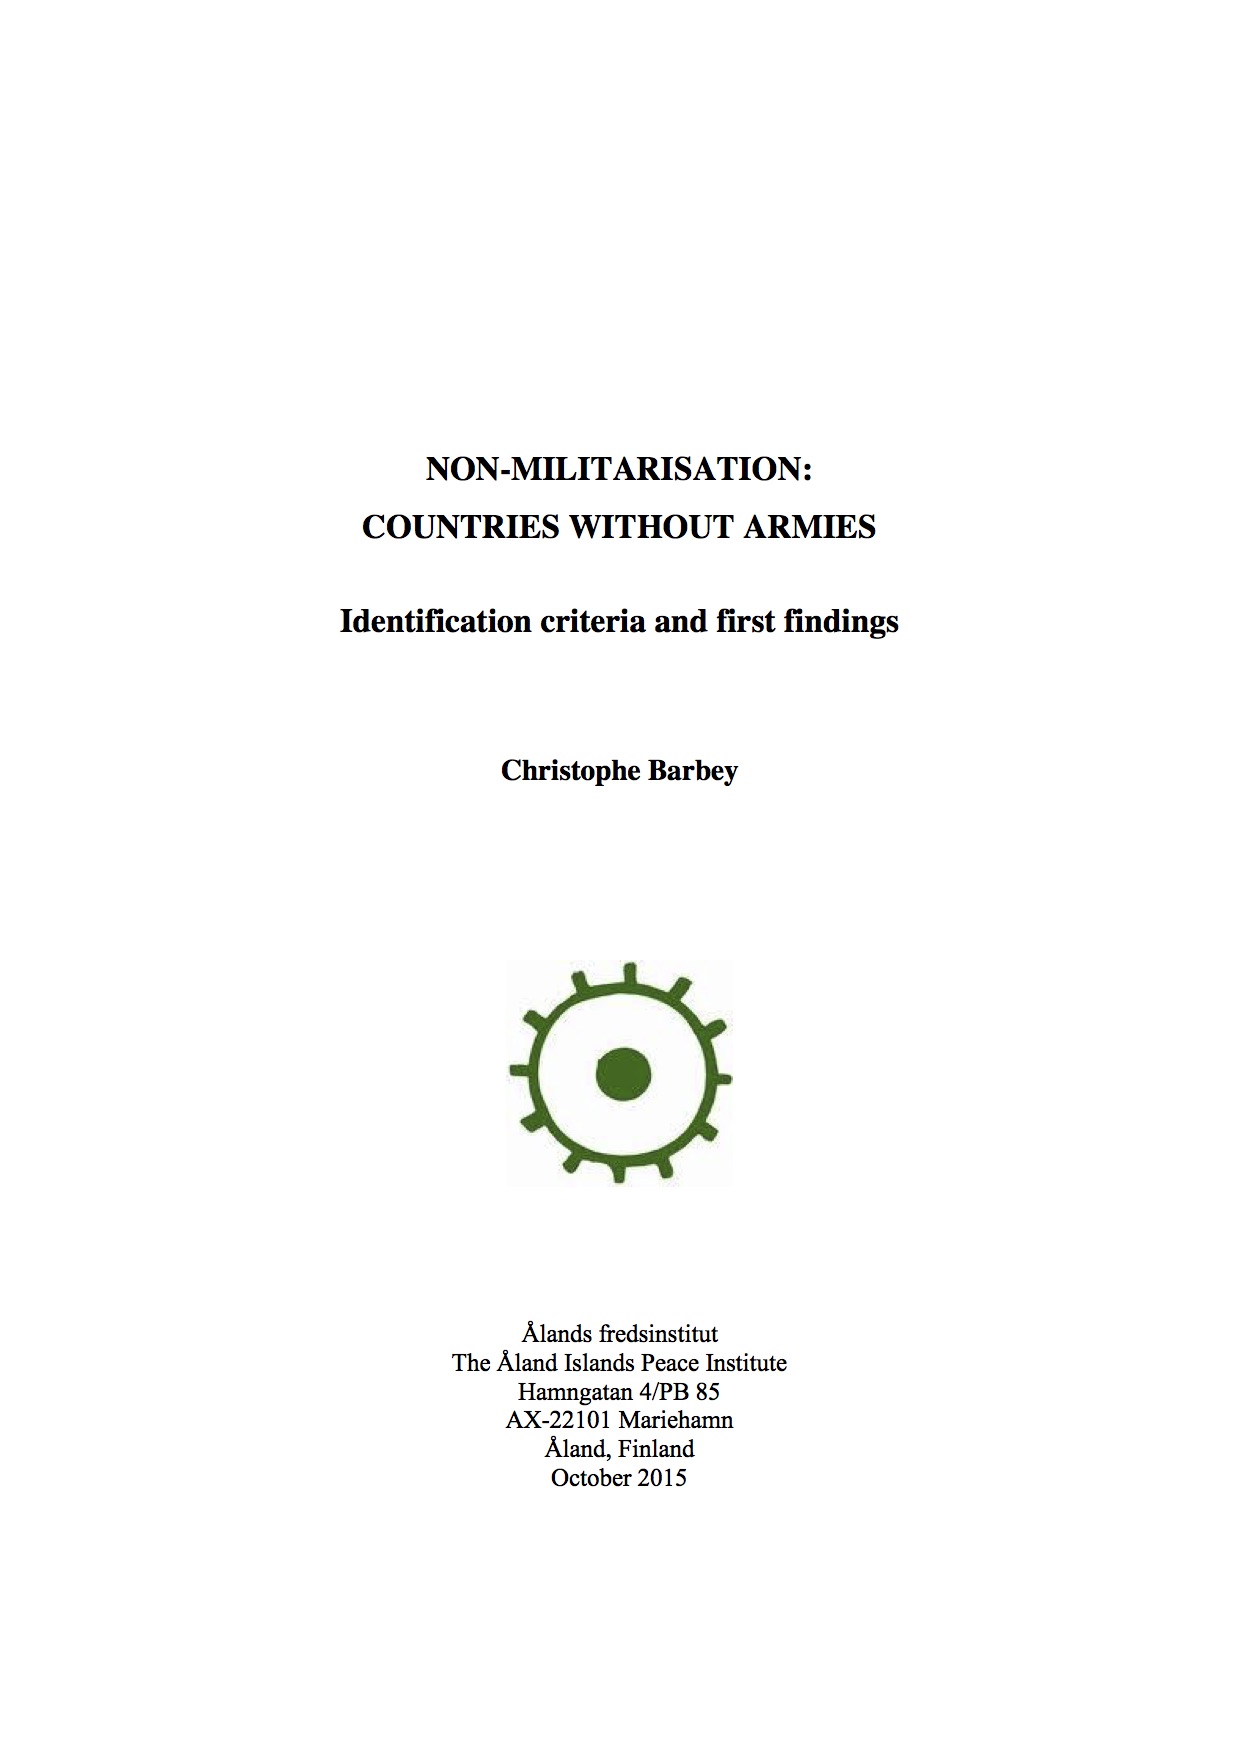 NON-MILITARISATION:
COUNTRIES WITHOUT ARMIES
Identification criteria and first findings
Christophe Barbey
Ålands fredsinstitut
The Åland Islands Peace Institute
Hamngatan 4/PB 85
AX-22101 Mariehamn
Åland, Finland
October 2015